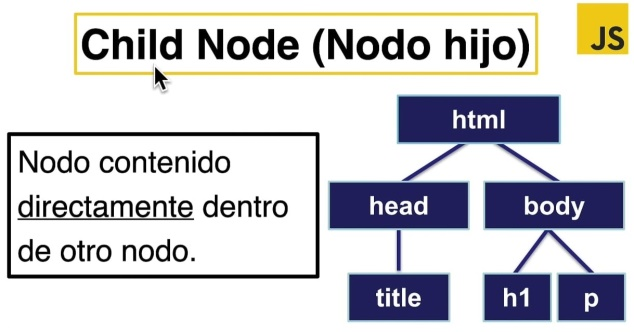 Child Node (Nodo hijo)
JS
Nodo contenido
directamente dentro
de otro nodo.
html
head
body
title
h1
p